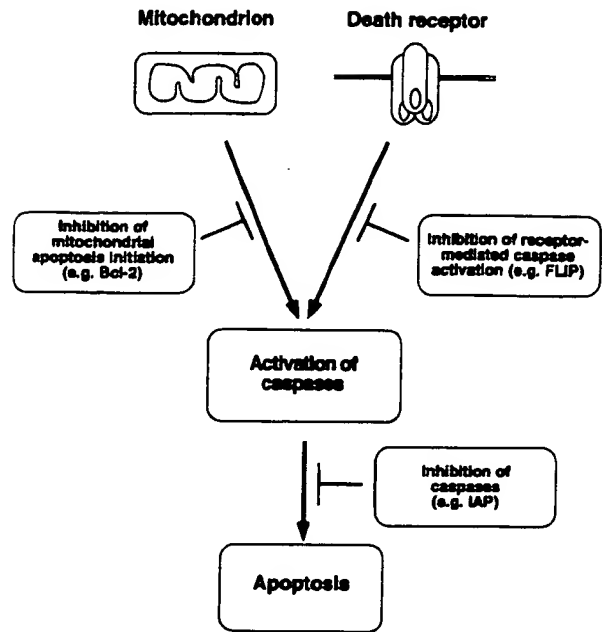 Mitochondrion
Death receptor
Inhibition of
mitochondrial
apoptosis initiation
(e.g. Bcl-2)
Inhibition of receptor-
mediated caspase
activation (e.g. FLIP)
Activation of
caspases
Inhibition of
caspases
(e.g. IAP)
Apoptosis